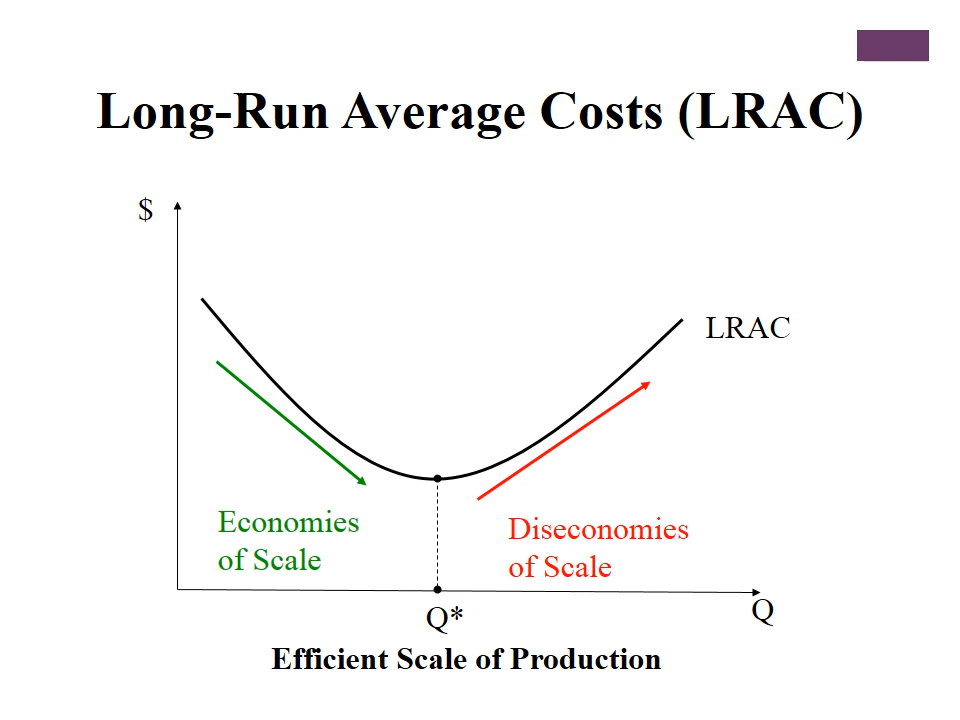 Long-Run Average Costs (LRAC)
$
LRAC
Economies
of Scale
Diseconomies
of Scale
Q*
Q
Efficient Scale of Production